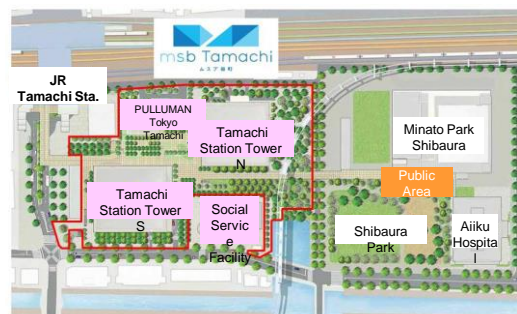 msb Tamachi
ムスブ田町
JR
Tamachi Sta.
PULLUMAN
Tokyo
Tamachi
Tamachi
Station Tower
N
Minato Park
Shibaura
Public
Area
Tamachi
Station Tower
S
Social
Servic
e
Facility
Shibaura
Park
Aiiku
Hospita
l